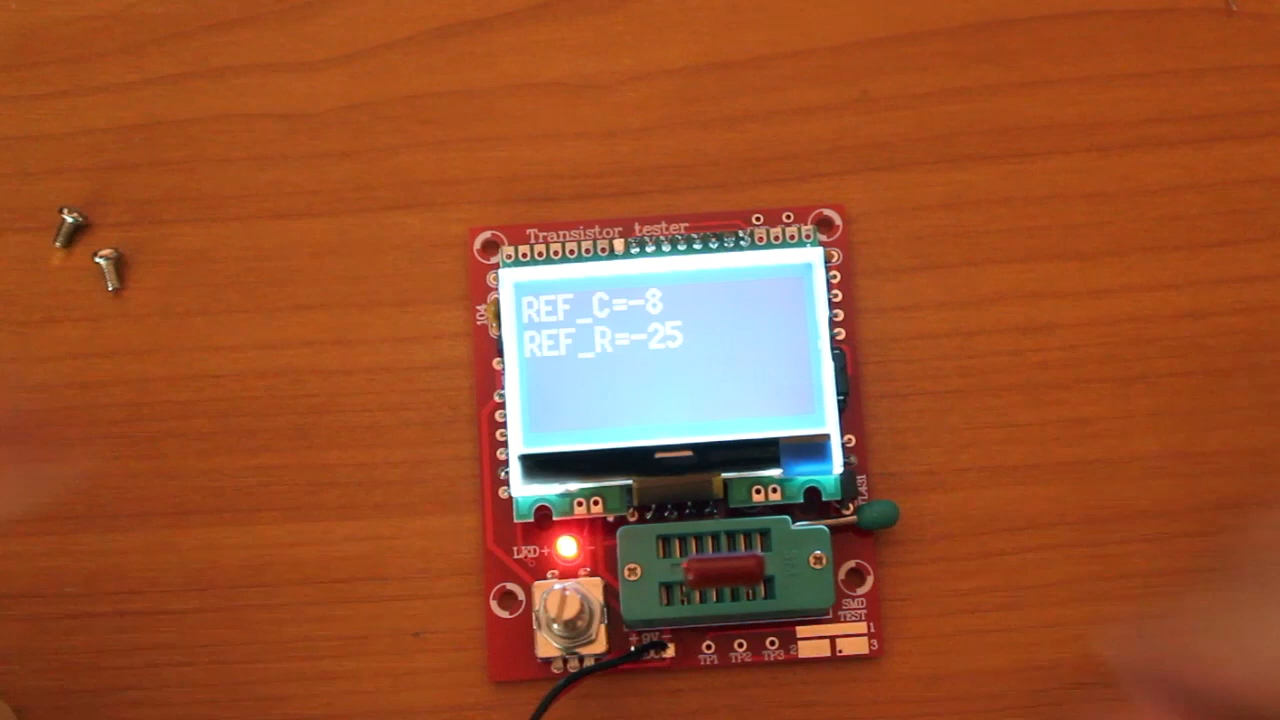 Transistor tester
104
REF_C=-8
REF_R=-25
TL431
LED+ -
+9V-
SMD
TEST
TP1 TP2 TP3
1
2
3